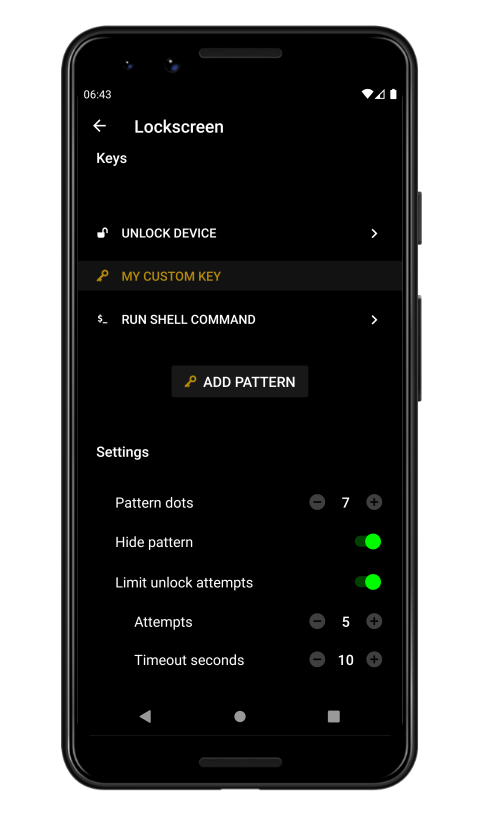 06:43
Lockscreen
Keys
UNLOCK DEVICE
MY CUSTOM KEY
$_ RUN SHELL COMMAND
ADD PATTERN
Settings
Pattern dots 7
Hide pattern
Limit unlock attempts
Attempts 5
Timeout seconds 10